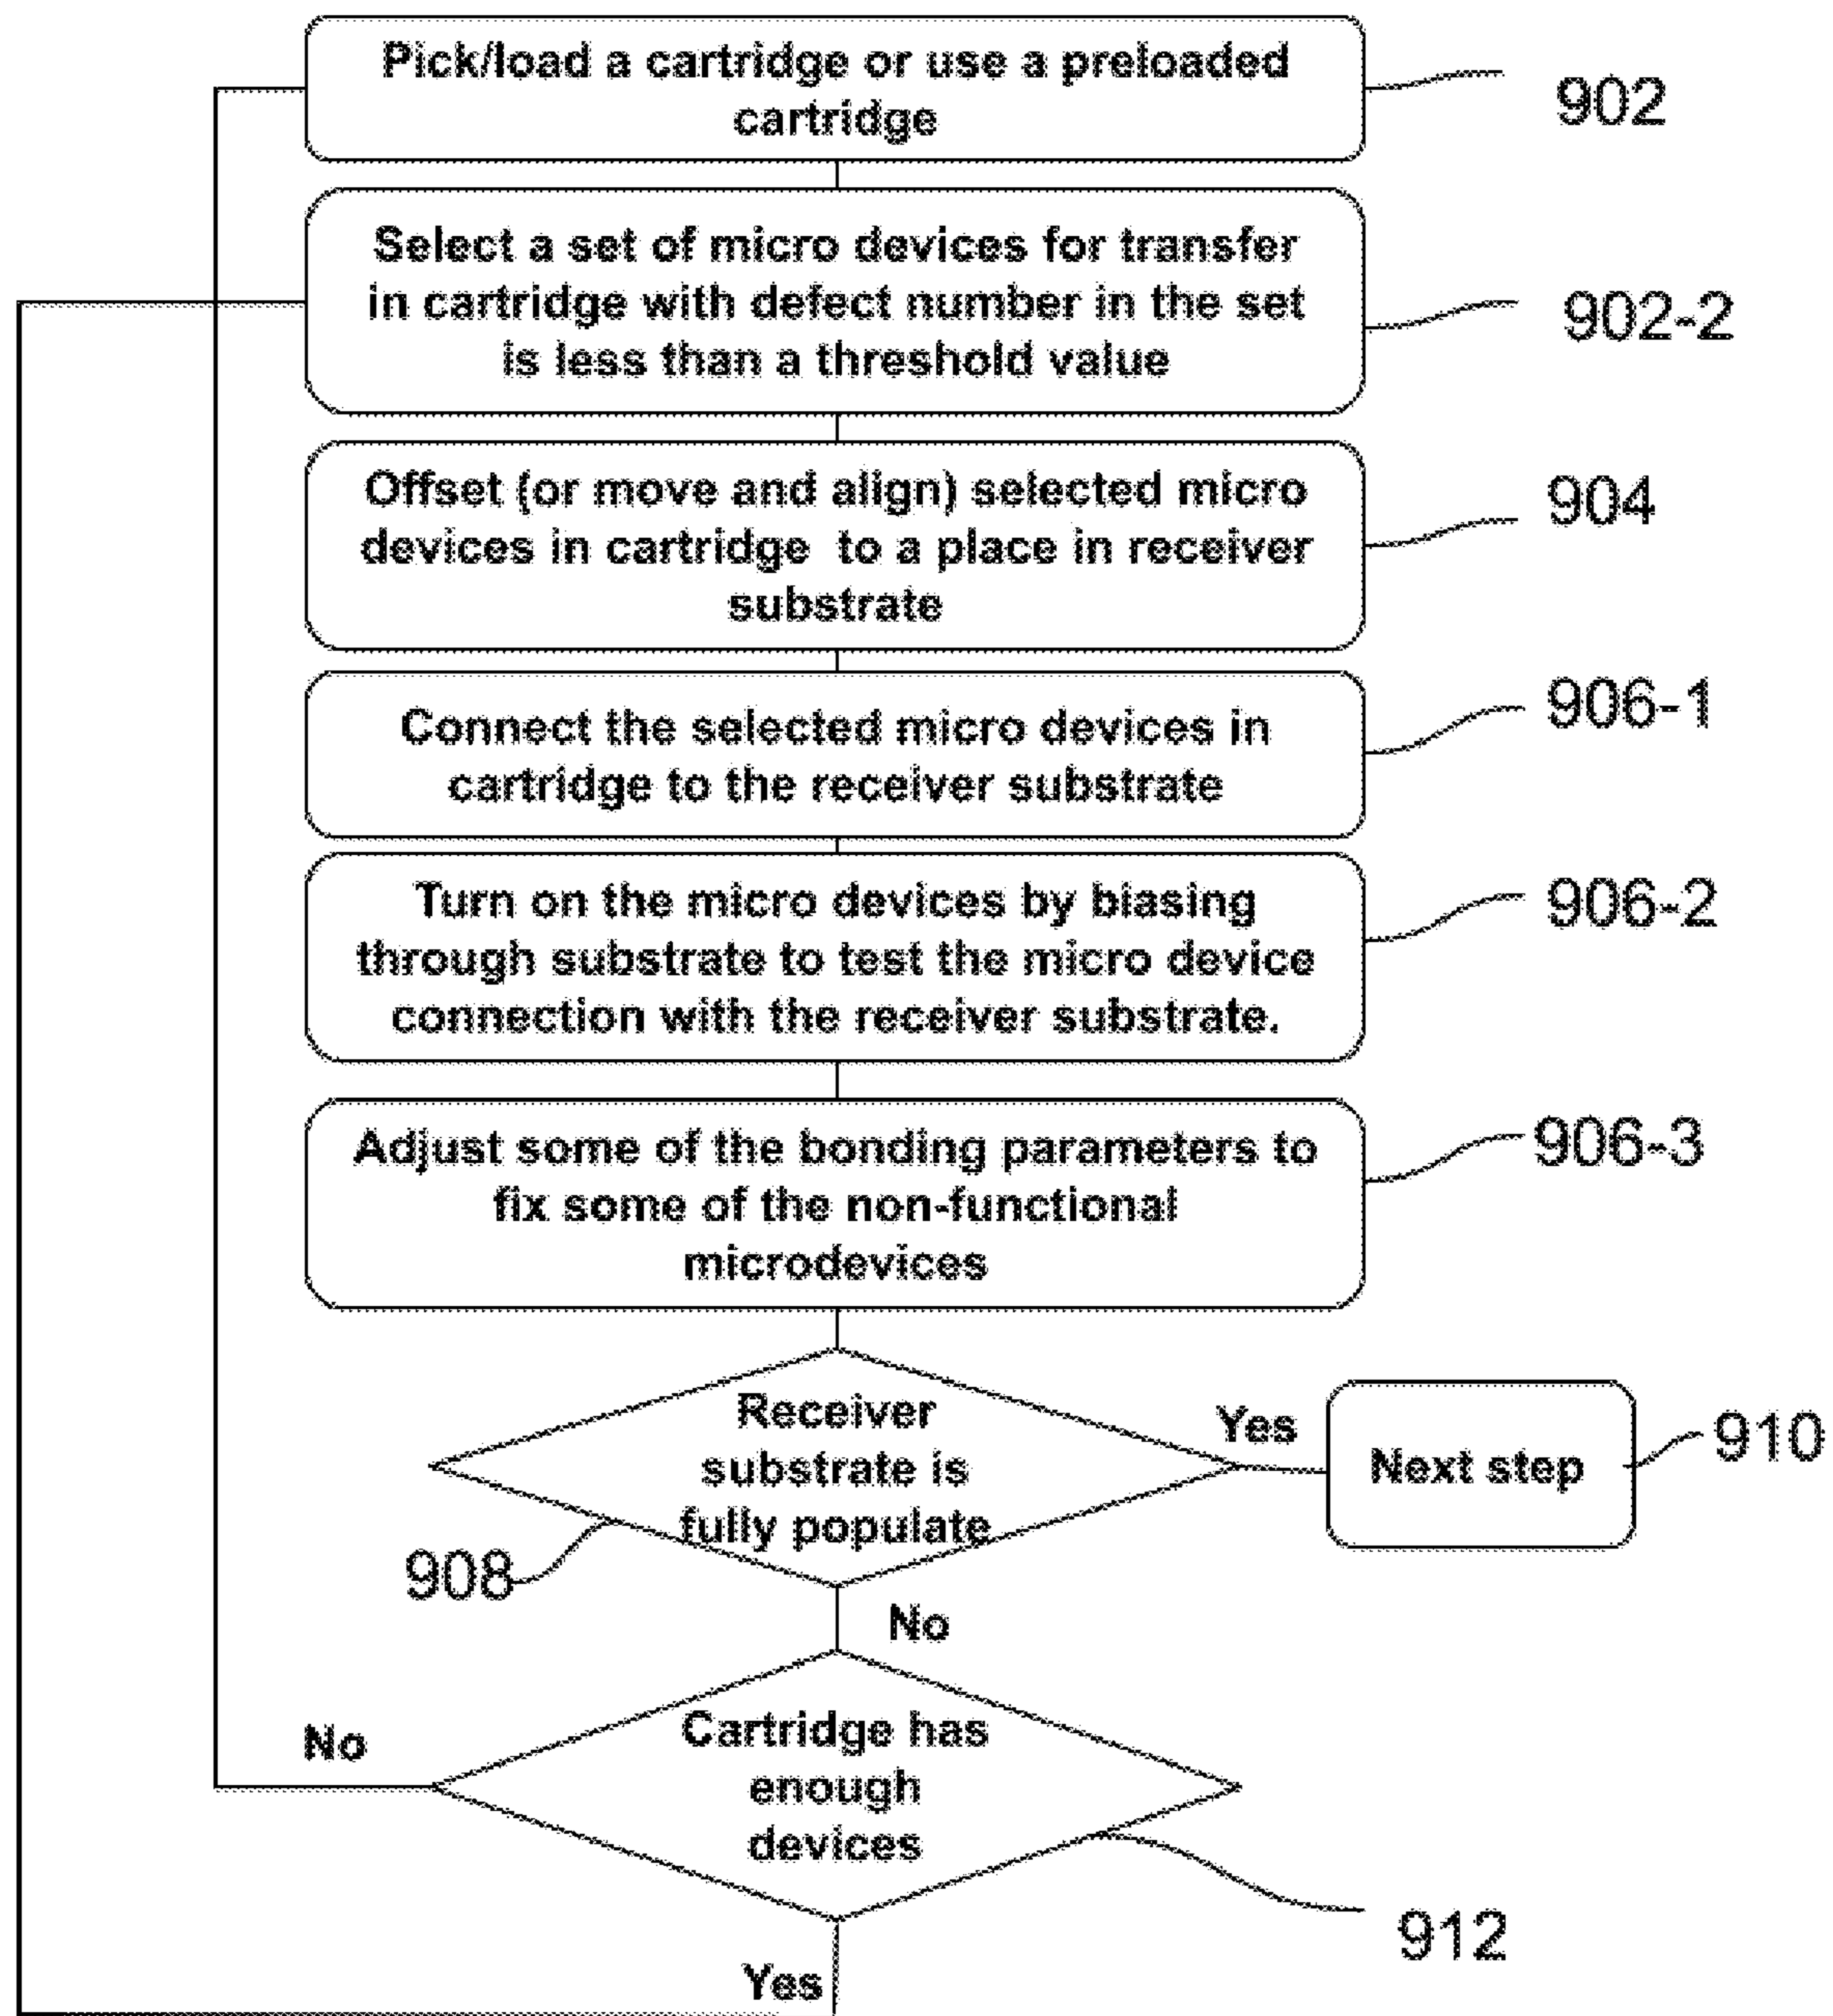 Pick/load a cartridge or use a preloaded
cartridge
902
Select a set of micro devices for transfer
in cartridge with defect number in the set
is less than a threshold value
902-2
Offset (or move and align) selected micro
devices in cartridge to a place in receiver
substrate
904
Connect the selected micro devices in
cartridge to the receiver substrate
906-1
Turn on the micro devices by biasing
through substrate to test the micro device
connection with the receiver substrate.
906-2
Adjust some of the bonding parameters to
fix some of the non-functional
microdevices
906-3
Receiver
substrate is
fully populate
908
Yes
Next step
910
No
Cartridge has
enough
devices
No
912
Yes